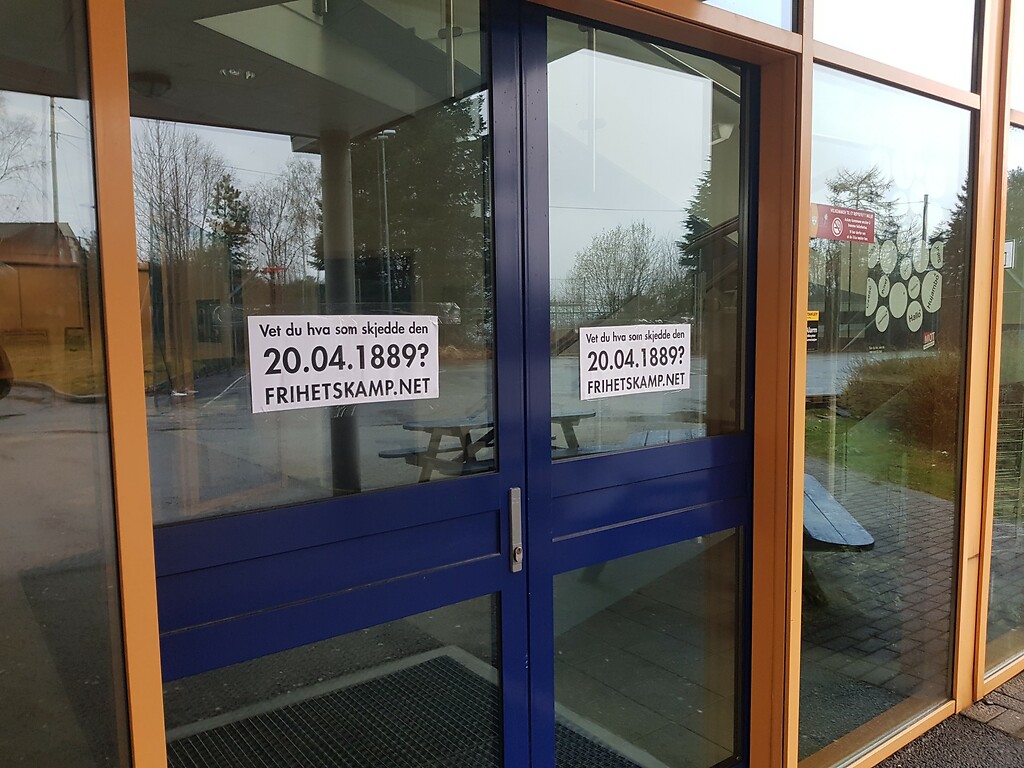 Vet du hva som skjedde den
20.04.1889?
FRIHETSKAMP.NET
Vet du hva som skjedde den
20.04.1889?
FRIHETSKAMP.NET
Hallo